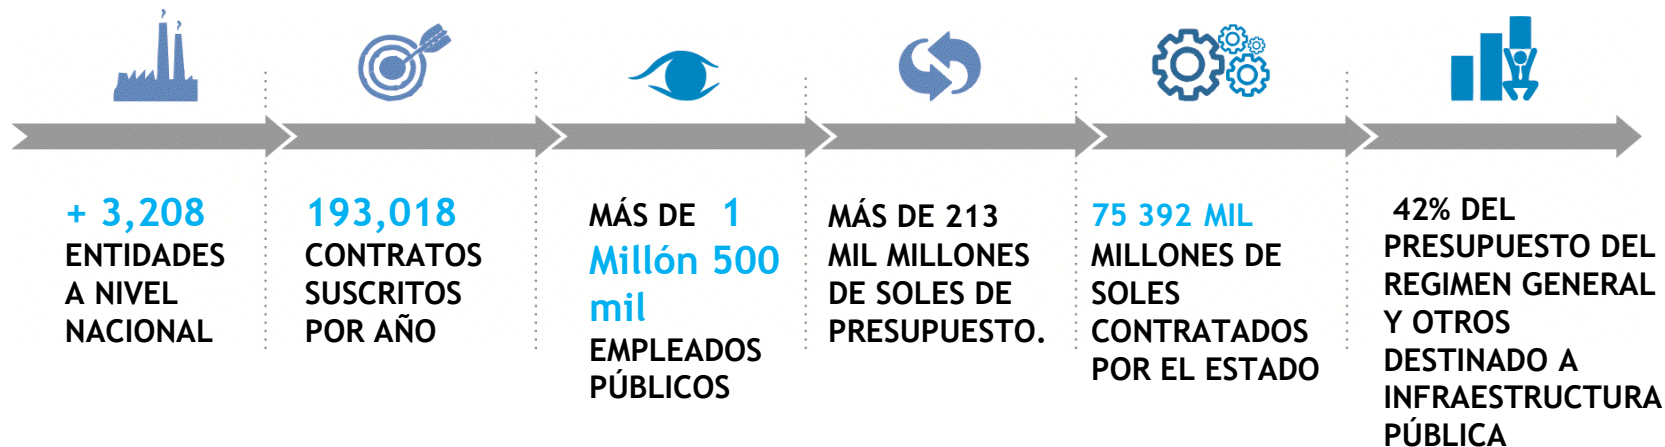 + 3,208
ENTIDADES
A NIVEL
NACIONAL
193,018
CONTRATOS
SUSCRITOS
POR AÑO
MÁS DE 1
Millón 500
mil
EMPLEADOS
PÚBLICOS
MÁS DE 213
MIL MILLONES
DE SOLES DE
PRESUPUESTO.
75 392 MIL
MILLONES DE
SOLES
CONTRATADOS
POR EL ESTADO
42% DEL
PRESUPUESTO DEL
REGIMEN GENERAL
Y OTROS
DESTINADO A
INFRAESTRUCTURA
PÚBLICA